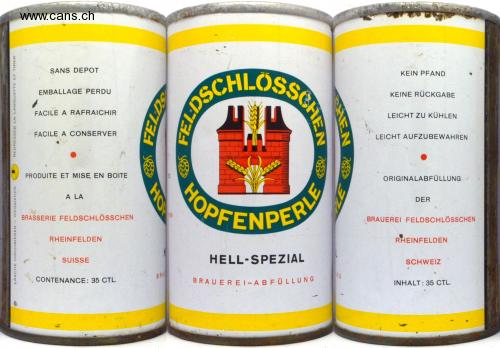 www.cans.ch
SANS DEPOT
EMBALLAGE PERDU
FACILE A RAFRAICHIR
FACILE A CONSERVER
PRODUITE ET MISE EN BOITE
A LA
BRASSERIE FELDSCHLÖSSCHEN
RHEINFELDEN
SUISSE
CONTENANCE: 35 CTL.
FELDSCHLÖSSCHEN
HOPFENPERLE
HELL-SPEZIAL
BRAUEREI-ABFÜLLUNG
KEIN PFAND
KEINE RÜCKGABE
LEICHT ZU KÜHLEN
LEICHT AUFZUBEWAHREN
ORIGINALABFÜLLUNG
DER
BRAUEREI FELDSCHLÖSSCHEN
RHEINFELDEN
SCHWEIZ
INHALT: 35 CTL.